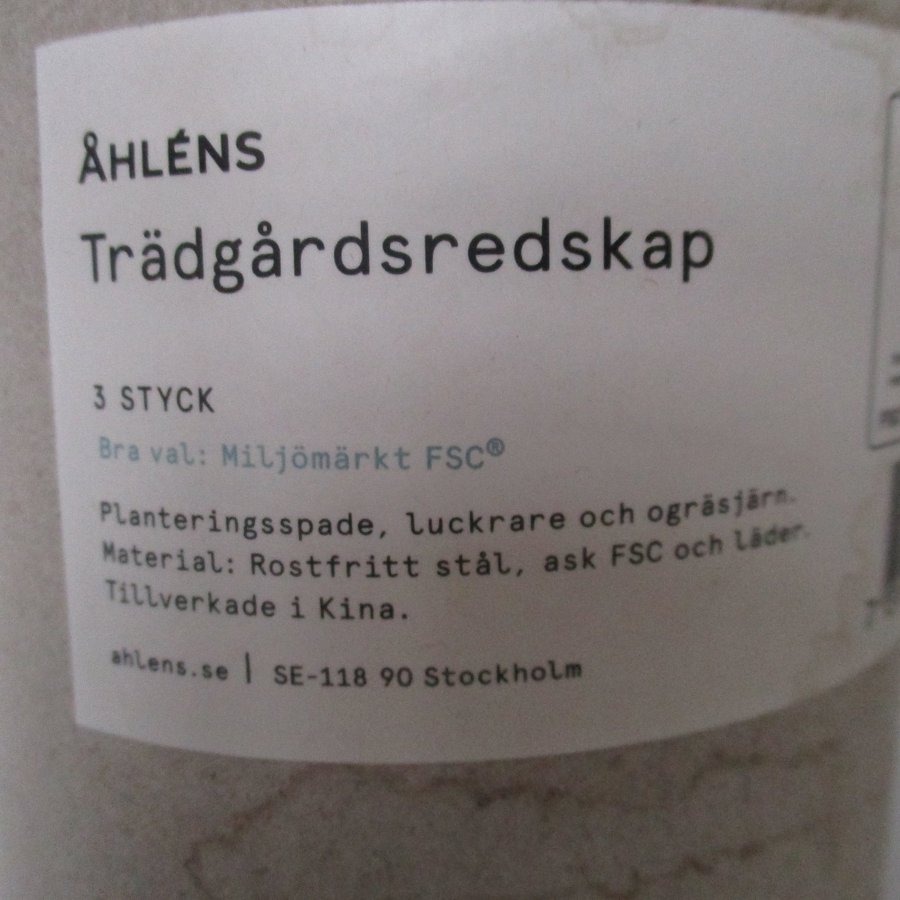 ÅHLÉNS
Trädgårdsredskap
3 STYCK
Bra val: Miljömärkt FSC®
Planteringsspade, luckrare och ogräsjärn.
Material: Rostfritt stål, ask FSC och läder.
Tillverkade i Kina.
ahlens.se | SE-118 90 Stockholm